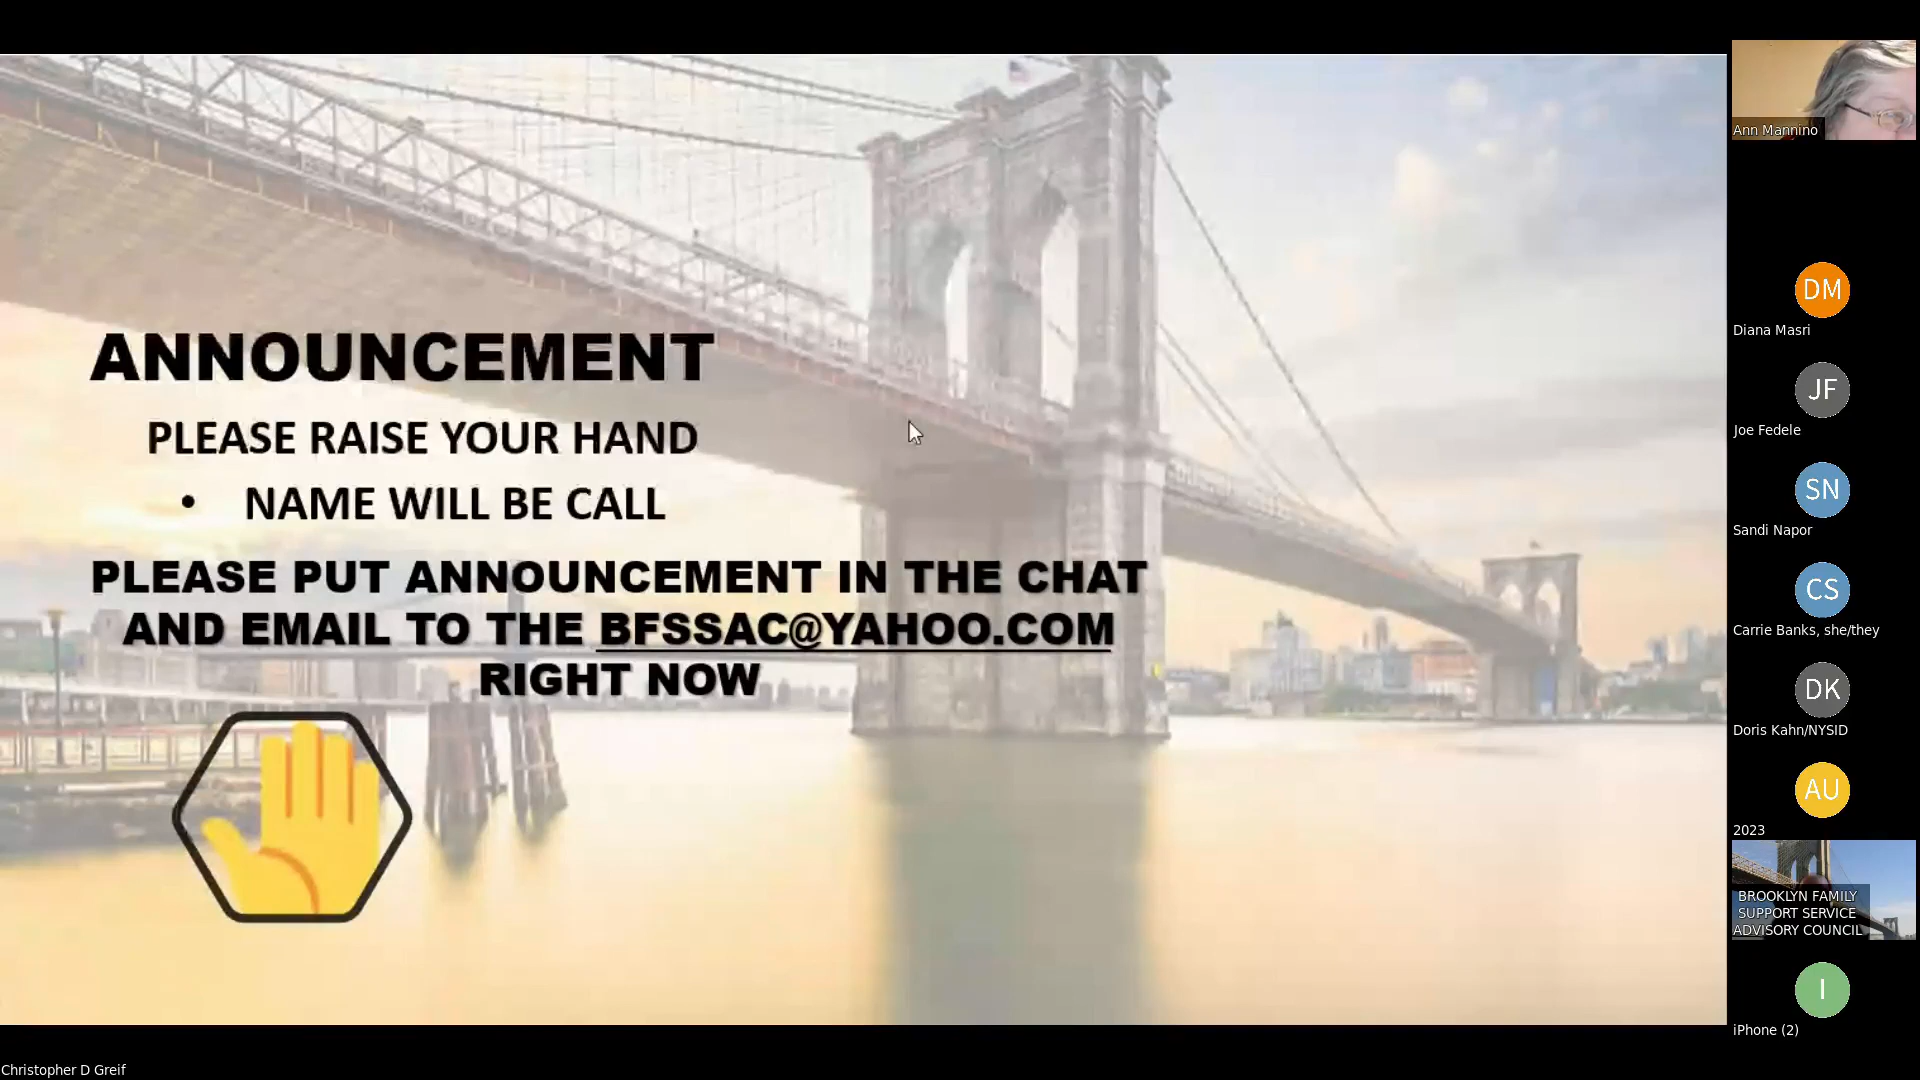 ANNOUNCEMENT
PLEASE RAISE YOUR HAND
• NAME WILL BE CALL
PLEASE PUT ANNOUNCEMENT IN THE CHAT
AND EMAIL TO THE BFSSAC@YAHOO.COM
RIGHT NOW
Ann Mannino
DM
Diana Masri
JF
Joe Fedele
SN
Sandi Napor
CS
Carrie Banks, she/they
DK
Doris Kahn/NYSID
AU
2023
BROOKLYN FAMILY
SUPPORT SERVICE
ADVISORY COUNCIL
I
iPhone (2)
Christopher D Greif